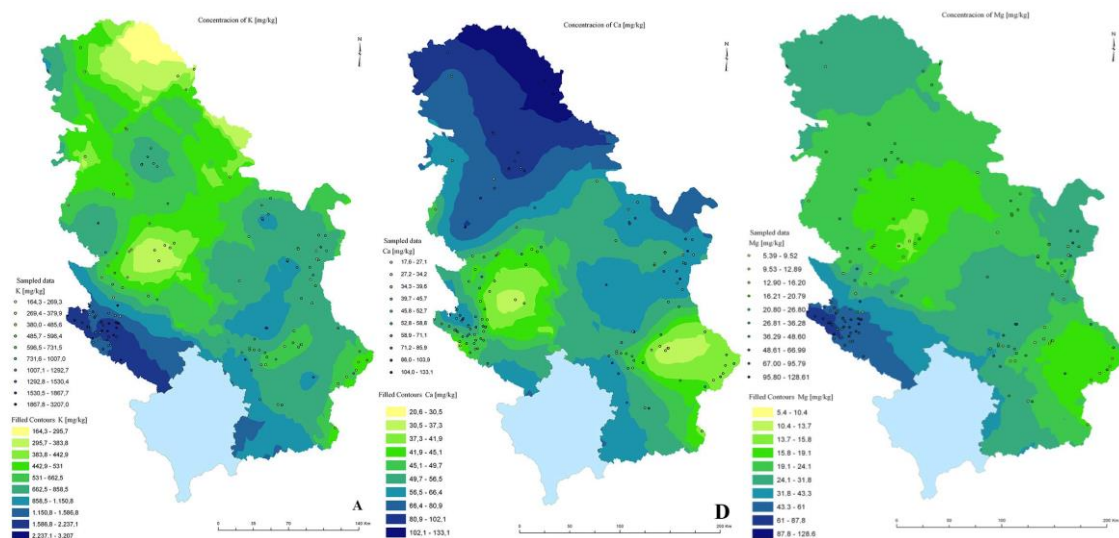 Concentracion of K [mg/kg]
N
Sampled data
K [mg/kg]
164,3 - 269,3
269,4 - 379,9
380,0 - 485,6
485,7 - 596,4
596,5 - 731,5
731,6 - 1007,0
1007,1 - 1292,7
1292,8 - 1530,4
1530,5 - 1867,7
1867,8 - 3207,0
Filled Contours K [mg/kg]
164,3 - 295,7
295,7 - 383,8
383,8 - 442,9
442,9 - 531
531 - 662,5
662,5 - 858,5
858,5 - 1.150,8
1.150,8 - 1.586,8
1.586,8 - 2.237,1
2.237,1 - 3.207
A
Concentracion of Ca [mg/kg]
N
Sampled data
Ca [mg/kg]
17,6 - 27,1
27,2 - 34,2
34,3 - 39,6
39,7 - 45,7
45,8 - 52,7
52,8 - 58,8
58,9 - 71,1
71,2 - 85,9
86,0 - 103,9
104,0 - 133,1
Filled Contours Ca [mg/kg]
20,6 - 30,5
30,5 - 37,3
37,3 - 41,9
41,9 - 45,1
45,1 - 49,7
49,7 - 56,5
56,5 - 66,4
66,4 - 80,9
80,9 - 102,1
102,1 - 133,1
D
Concentracion of Mg [mg/kg]
N
Sampled data
Mg [mg/kg]
5.39 - 9.52
9.53 - 12.89
12.90 - 16.20
16.21 - 20.79
20.80 - 26.80
26.81 - 36.28
36.29 - 48.60
48.61 - 66.99
67.00 - 95.79
95.80 - 128.61
Filled Contours Mg [mg/kg]
5.4 - 10.4
10.4 - 13.7
13.7 - 15.8
15.8 - 19.1
19.1 - 24.1
24.1 - 31.8
31.8 - 43.3
43.3 - 61
61 - 87.8
87.8 - 128.6